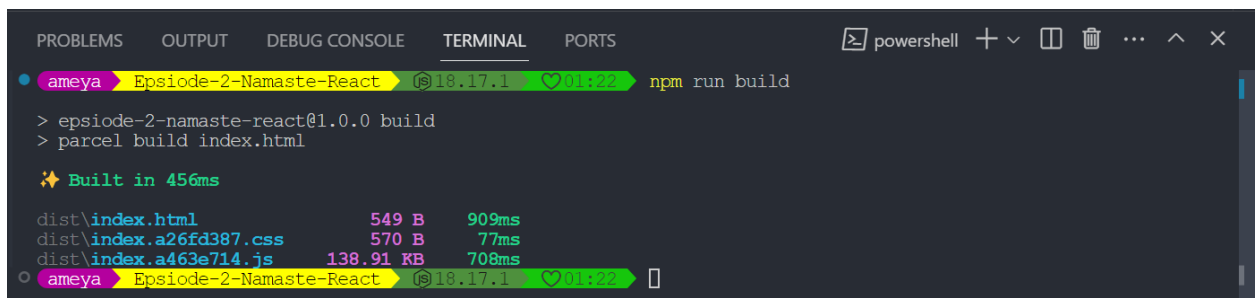 PROBLEMS OUTPUT DEBUG CONSOLE TERMINAL PORTS powershell
ameya Epsiode-2-Namaste-React 18.17.1 01:22 npm run build
> epsiode-2-namaste-react@1.0.0 build
> parcel build index.html
✨ Built in 456ms
dist\index.html 549 B 909ms
dist\index.a26fd387.css 570 B 77ms
dist\index.a463e714.js 138.91 KB 708ms
ameya Epsiode-2-Namaste-React 18.17.1 01:22